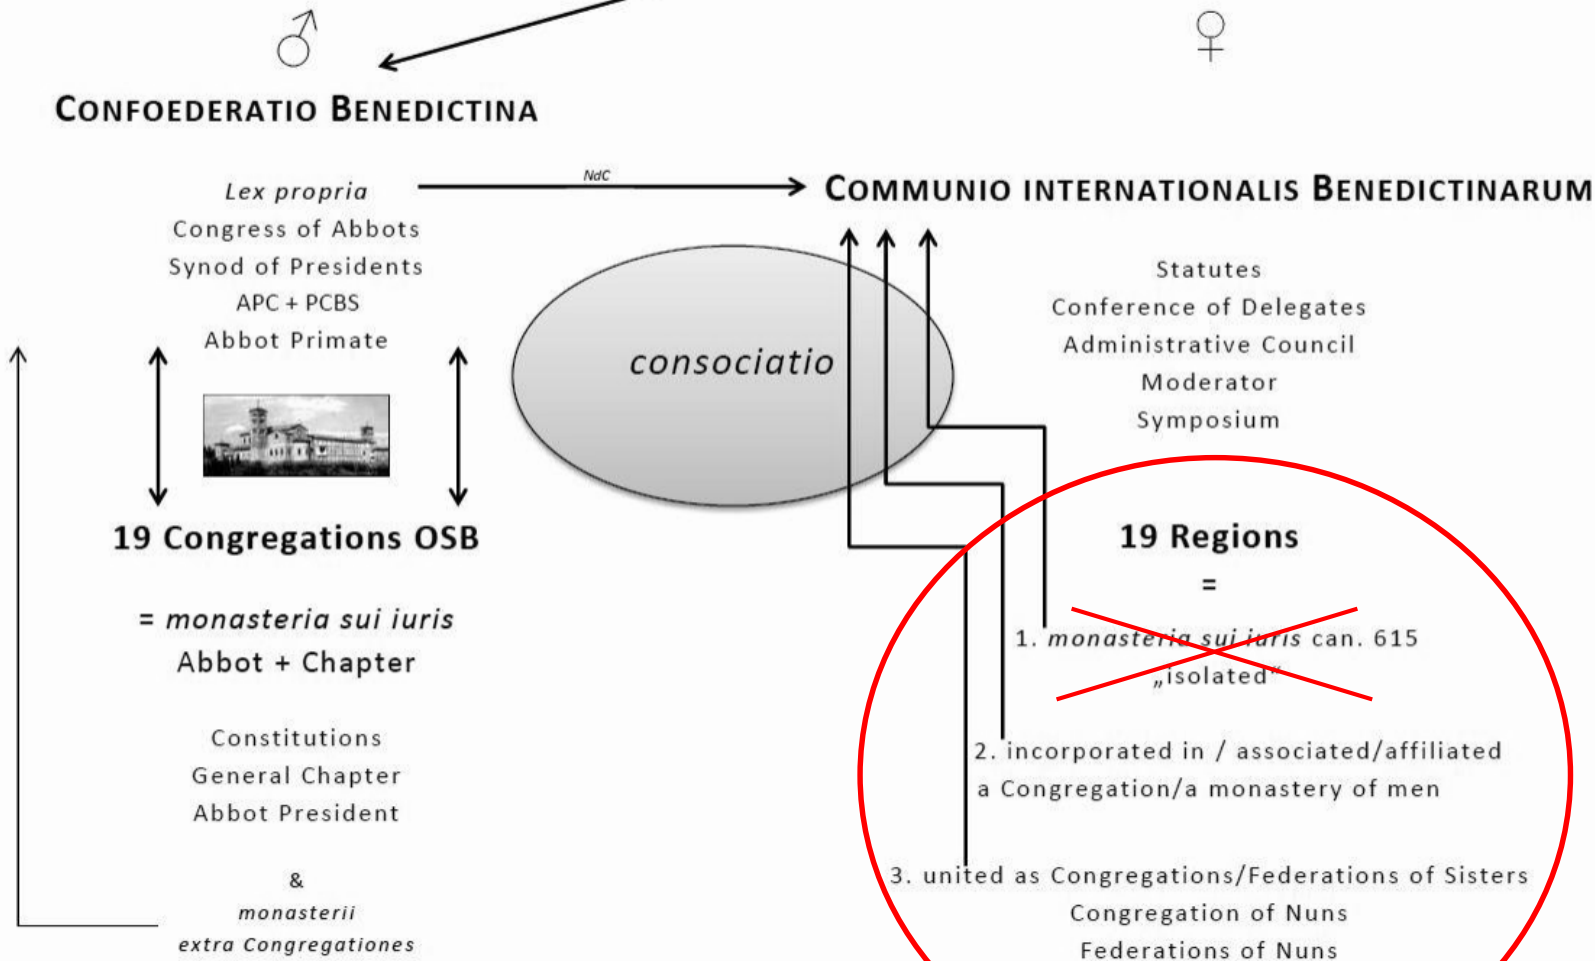 CONFOEDERATIO BENEDICTINA
Lex propria
Congress of Abbots
Synod of Presidents
APC + PCBS
Abbot Primate
19 Congregations OSB
= monasteria sui iuris
Abbot + Chapter
Constitutions
General Chapter
Abbot President
&
monasterii
extra Congregationes
NdC
consociatio
COMMUNIO INTERNATIONALIS BENEDICTINARUM
Statutes
Conference of Delegates
Administrative Council
Moderator
Symposium
19 Regions
=
1. monasteria sui iuris can. 615
„isolated“
2. incorporated in / associated/affiliated
a Congregation/a monastery of men
3. united as Congregations/Federations of Sisters
Congregation of Nuns
Federations of Nuns